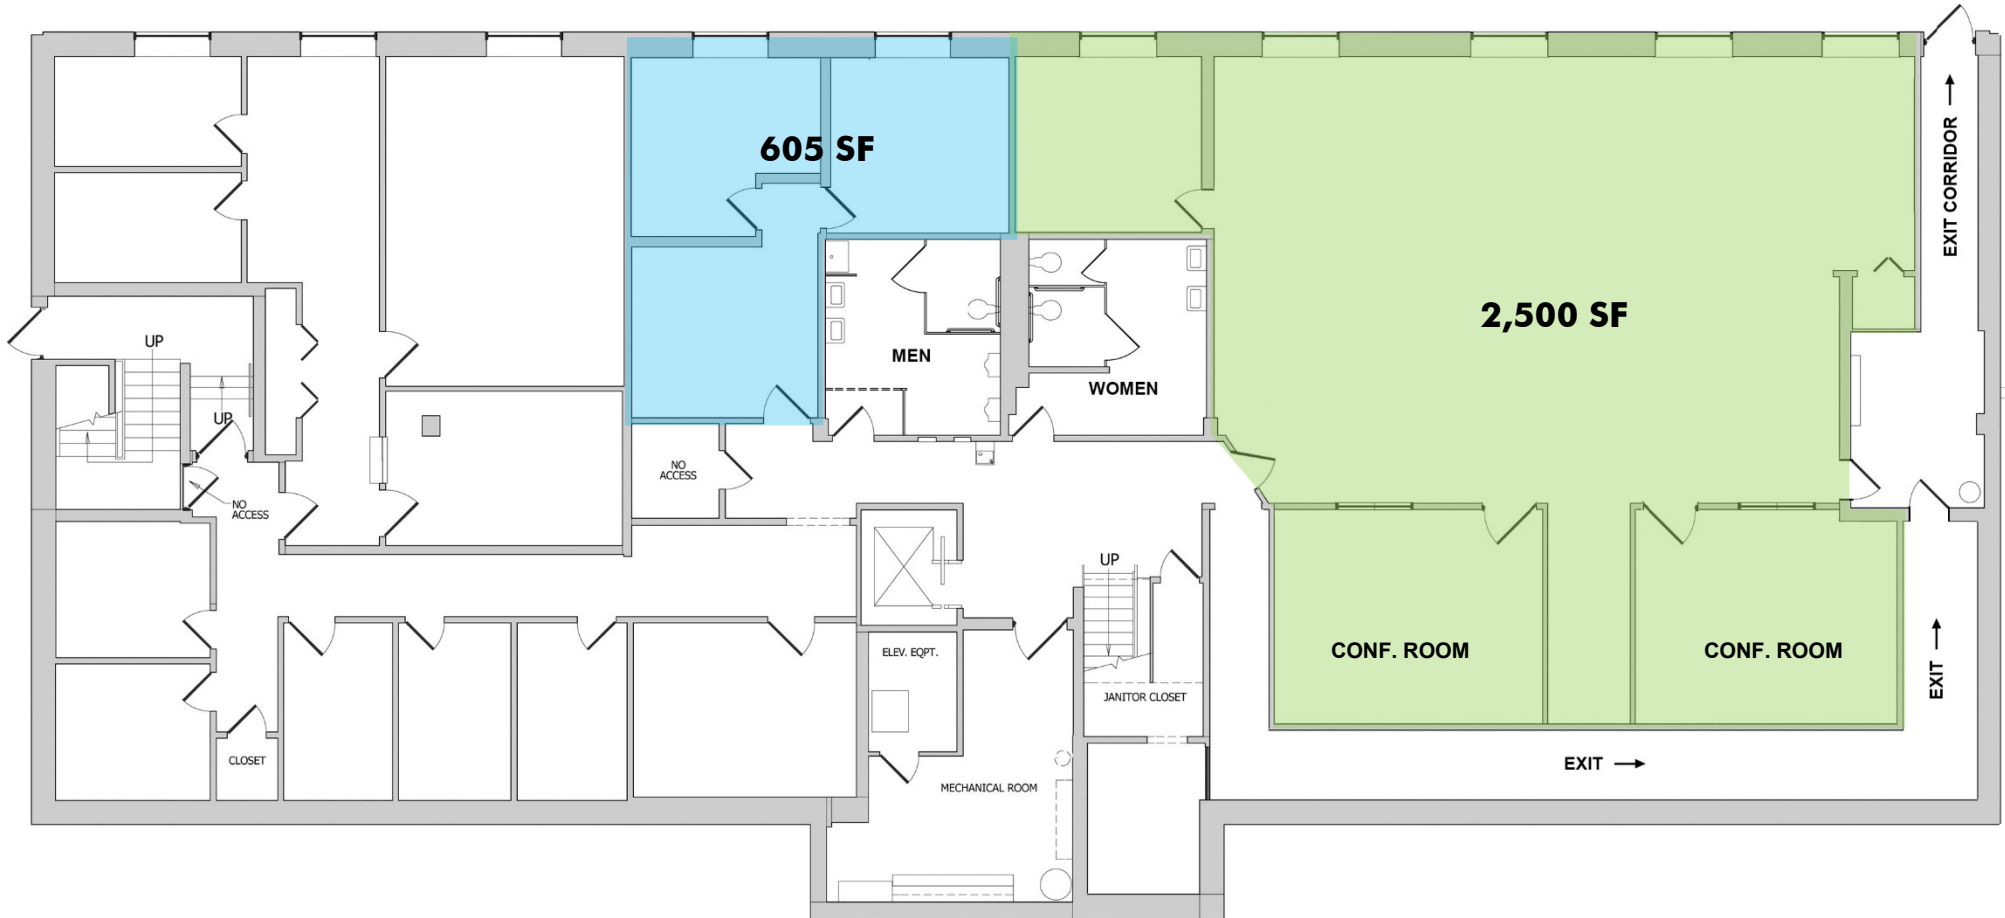 605 SF
EXIT CORRIDOR
2,500 SF
UP
MEN
WOMEN
UP
NO
ACCESS
NO
ACCESS
UP
CONF. ROOM
CONF. ROOM
ELEV. EQPT.
EXIT
JANITOR CLOSET
CLOSET
EXIT
MECHANICAL ROOM